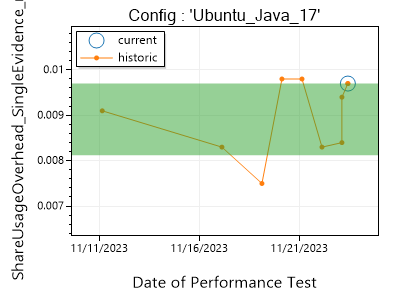 Config : 'Ubuntu_Java_17'
current
historic
0.01
0.009
0.008
0.007
ShareUsageOverhead_SingleEvidence_
11/11/2023
11/16/2023
11/21/2023
Date of Performance Test